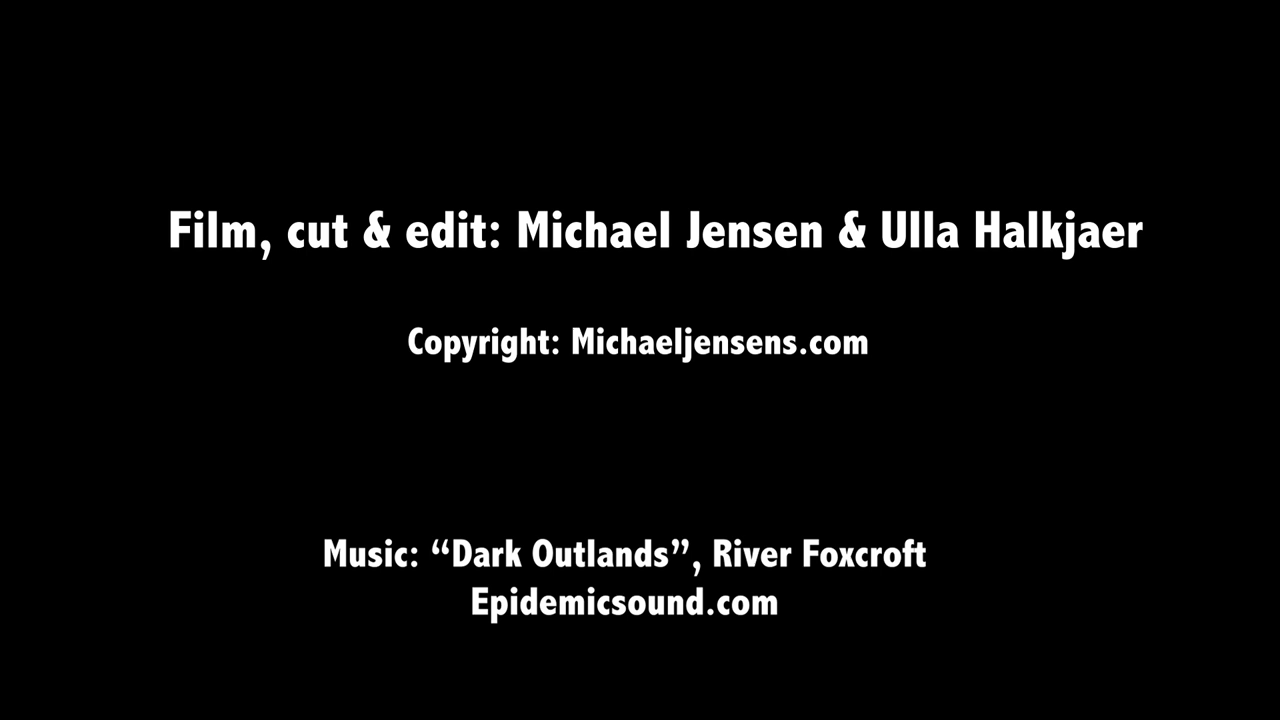 Film, cut & edit: Michael Jensen & Ulla Halkjaer
Copyright: Michaeljensens.com
Music: “Dark Outlands”, River Foxcroft
Epidemicsound.com